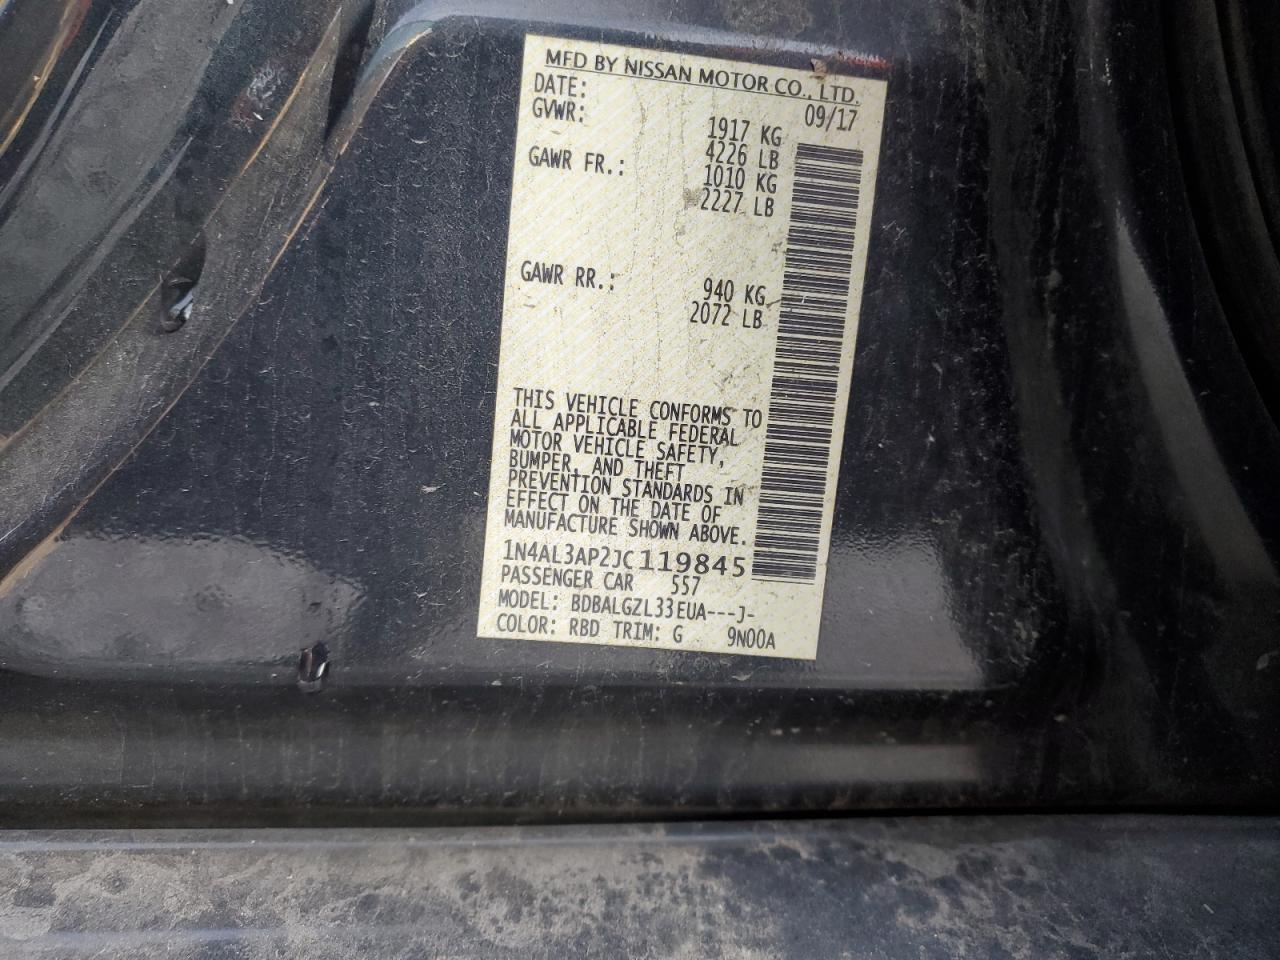 MFD BY NISSAN MOTOR CO., LTD.
DATE: 09/17
GVWR: 1917 KG
4226 LB
GAWR FR.: 1010 KG
2227 LB
GAWR RR.: 940 KG
2072 LB
THIS VEHICLE CONFORMS TO
ALL APPLICABLE FEDERAL
MOTOR VEHICLE SAFETY,
BUMPER, AND THEFT
PREVENTION STANDARDS IN
EFFECT ON THE DATE OF
MANUFACTURE SHOWN ABOVE.
1N4AL3AP2JC119845
PASSENGER CAR 557
MODEL: BDBALGZL33EUA---J-
COLOR: RBD TRIM: G 9N00A